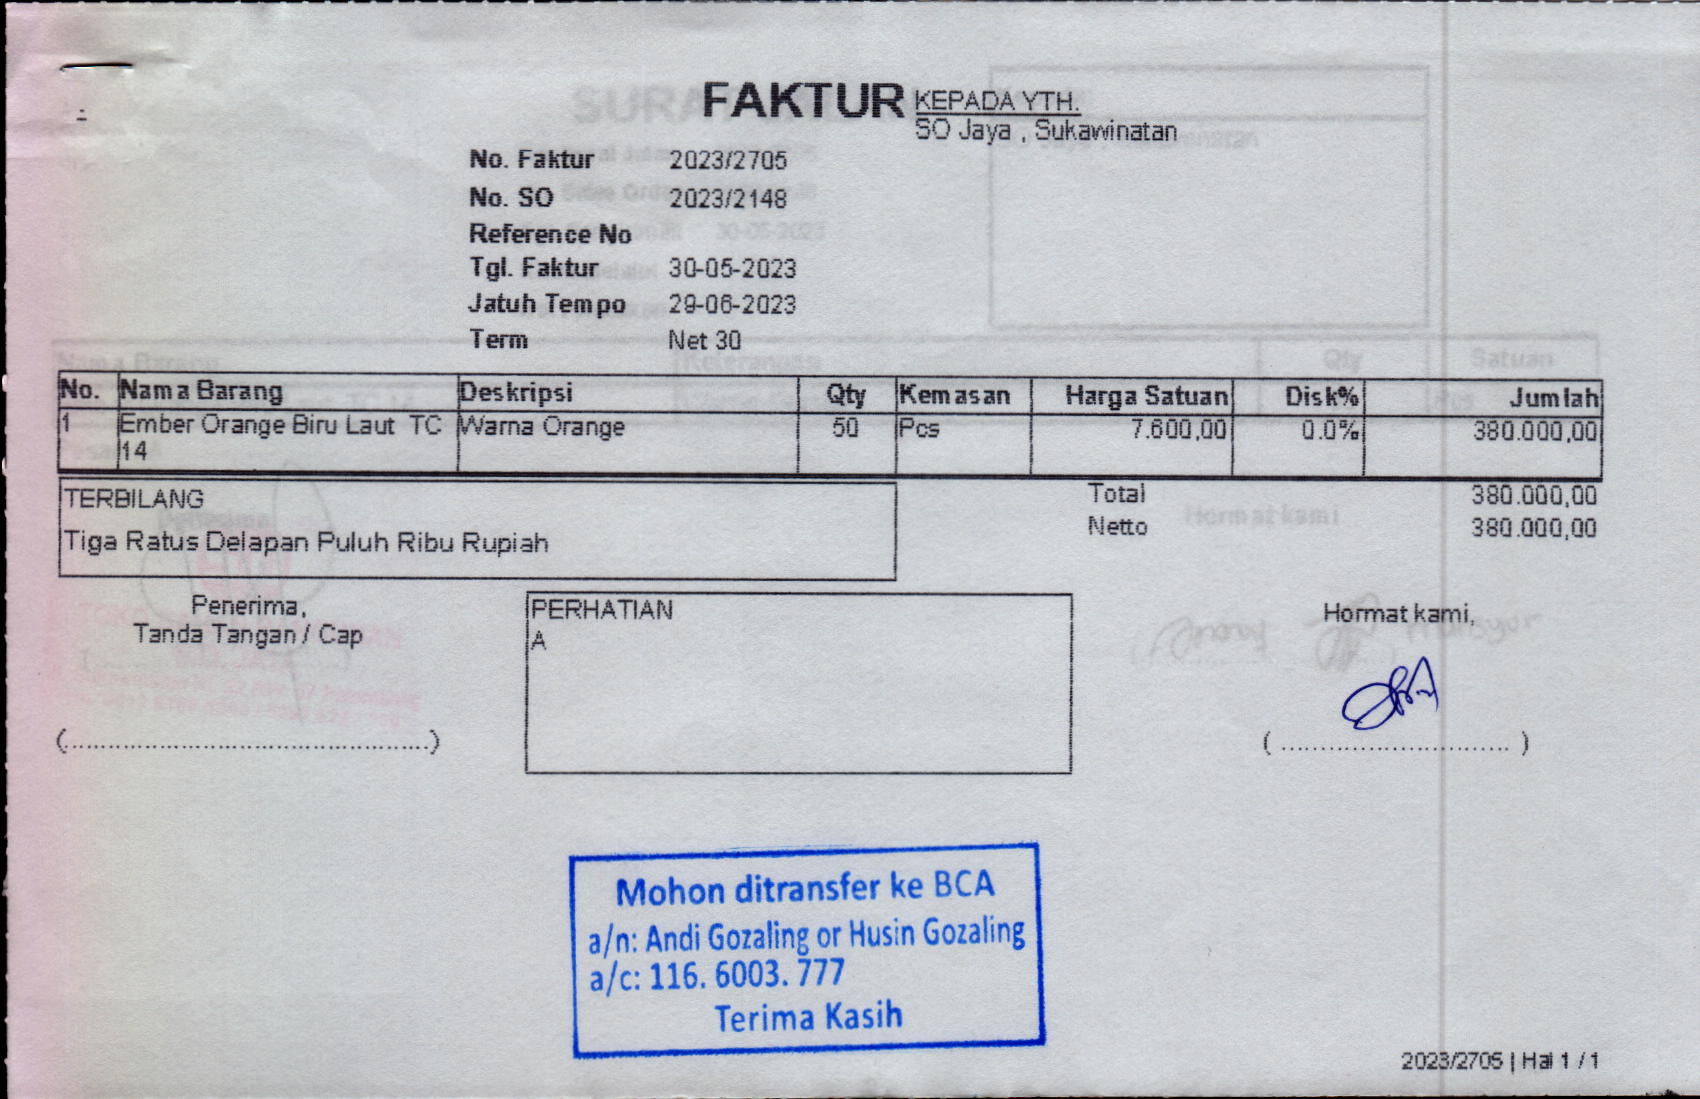 FAKTUR
KEPADA YTH.
SO Jaya , Sukawinatan
No. Faktur 2023/2705
No. SO 2023/2148
Reference No
Tgl. Faktur 30-05-2023
Jatuh Tempo 29-06-2023
Term Net 30
No. Nama Barang Deskripsi Qty Kemasan Harga Satuan Disk% Jumlah
1 Ember Orange Biru Laut TC Warna Orange 50 Pcs 7.600,00 0.0% 380.000,00
14
TERBILANG
Tiga Ratus Delapan Puluh Ribu Rupiah
Total 380.000,00
Netto 380.000,00
Penerima,
Tanda Tangan / Cap
(................................................)
PERHATIAN
A
Hormat kami,
( ............................. )
Mohon ditransfer ke BCA
a/n: Andi Gozaling or Husin Gozaling
a/c: 116. 6003. 777
Terima Kasih
2023/2705 | Hal 1 / 1